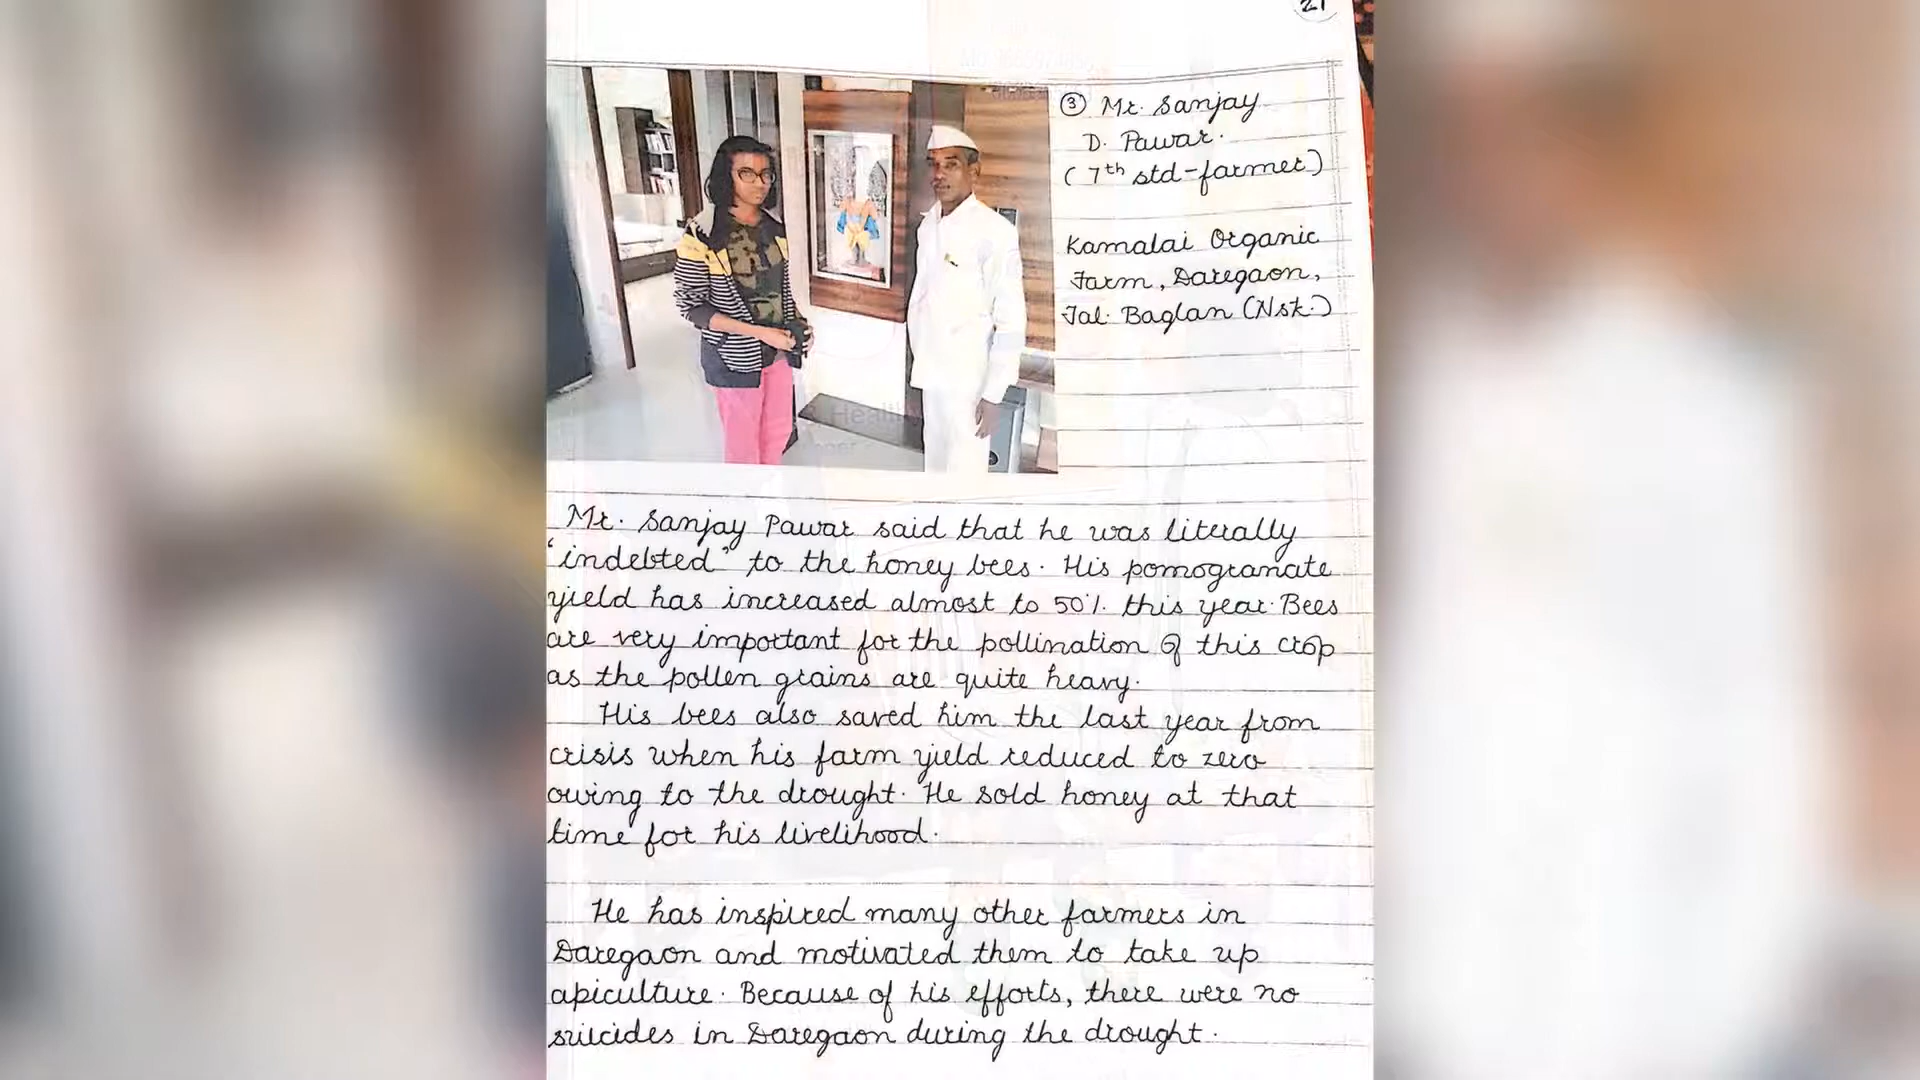 21
③ Mr. Sanjay
D. Pawar.
(7th std-farmer)
Kamalai Organic
Farm, Daregaon,
Tal. Baglan (Nsk.)
Mr. Sanjay Pawar said that he was literally
'indebted' to the honey bees. His pomogranate
yield has increased almost to 50%. this year. Bees
are very important for the pollination of this crop
as the pollen grains are quite heavy.
His bees also saved him the last year from
crisis when his farm yield reduced to zero
owing to the drought. He sold honey at that
time for his livelihood.
He has inspired many other farmers in
Daregaon and motivated them to take up
apiculture. Because of his efforts, there were no
suicides in Daregaon during the drought.